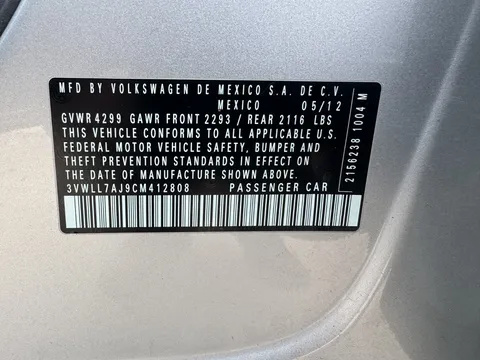 MFD BY VOLKSWAGEN DE MEXICO S.A. DE C.V.
MEXICO 05/12
GVWR4299 GAWR FRONT 2293 / REAR 2116 LBS
THIS VEHICLE CONFORMS TO ALL APPLICABLE U.S.
FEDERAL MOTOR VEHICLE SAFETY, BUMPER AND
THEFT PREVENTION STANDARDS IN EFFECT ON
THE DATE OF MANUFACTURE SHOWN ABOVE
3VWLL7AJ9CM412808 PASSENGER CAR
2156238 1004 M